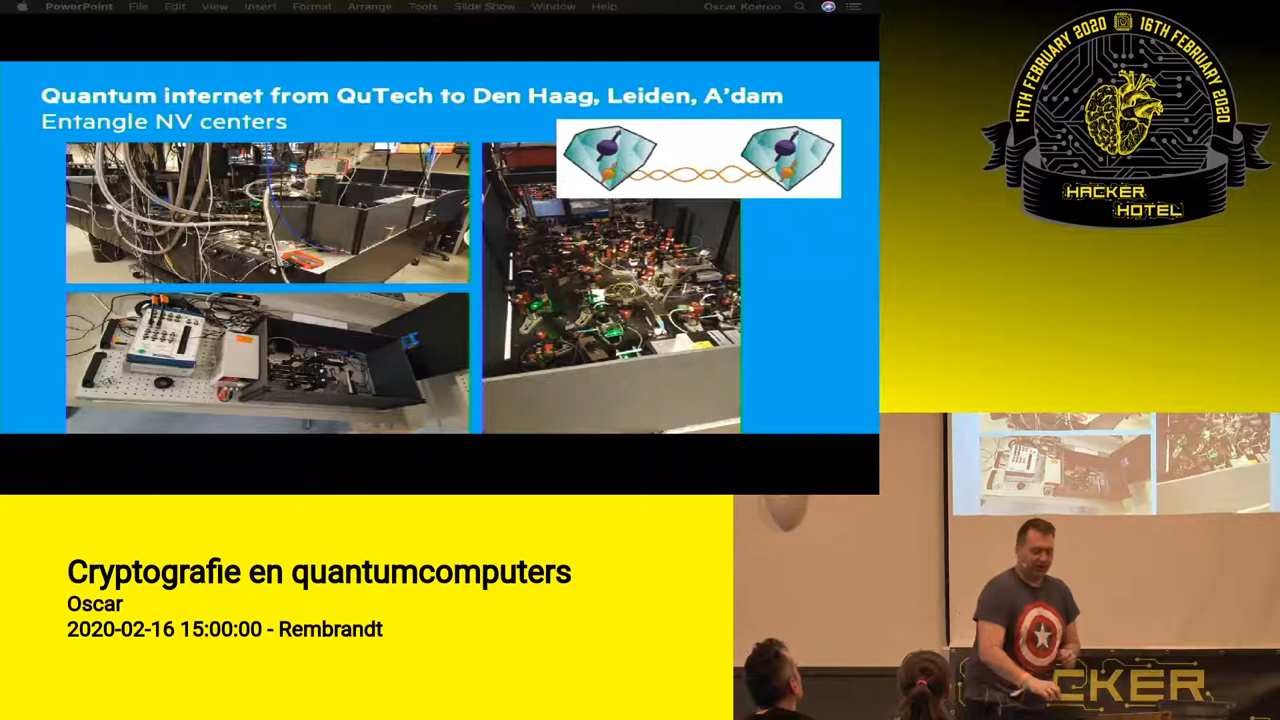 PowerPoint File Edit View Insert Format Arrange Tools Slide Show Window Help Oscar Koeroo
Quantum internet from QuTech to Den Haag, Leiden, A'dam
Entangle NV centers
14TH FEBRUARY 2020 16TH FEBRUARY 2020
HACKER
HOTEL
Cryptografie en quantumcomputers
Oscar
2020-02-16 15:00:00 - Rembrandt
CKER